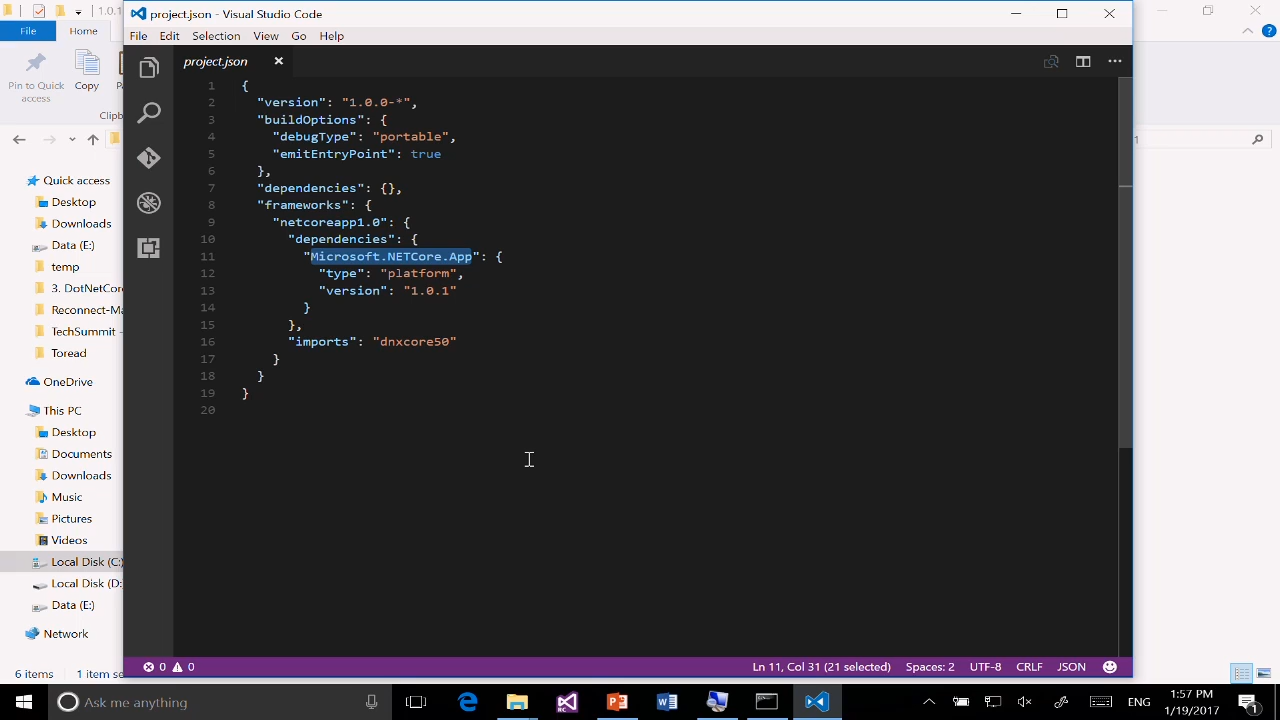 1.0.1
project.json - Visual Studio Code
File
Home
File Edit Selection View Go Help
Pin to Quick
access
Copy
project.json
1 {
2 "version": "1.0.0-*",
3 "buildOptions": {
4 "debugType": "portable",
5 "emitEntryPoint": true
6 },
7 "dependencies": {},
8 "frameworks": {
9 "netcoreapp1.0": {
10 "dependencies": {
11 "Microsoft.NETCore.App": {
12 "type": "platform",
13 "version": "1.0.1"
14 }
15 },
16 "imports": "dnxcore50"
17 }
18 }
19 }
20
Quick access
Desktop
Downloads
Data (E:)
temp
3. DotNetCor
Reconnect-Ma
TechSummit -
Toread
OneDrive
This PC
Desktop
Documents
Downloads
Music
Pictures
Videos
Local Disk (C:)
Local Disk (D:
Data (E:)
Network
6 items 1 item se
0 0
Ln 11, Col 31 (21 selected) Spaces: 2 UTF-8 CRLF JSON
Ask me anything
ENG
1:57 PM
1/19/2017
1